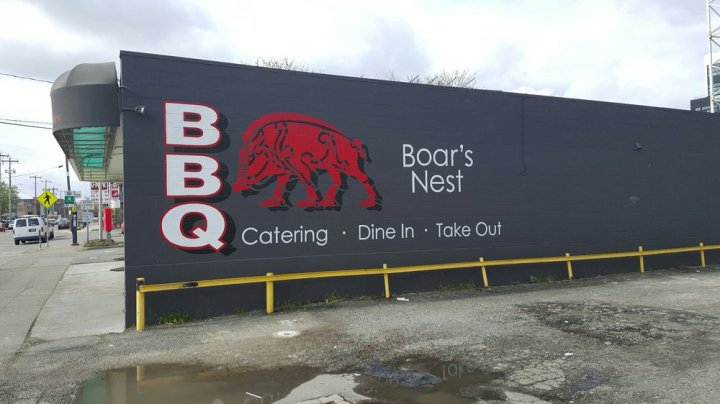 BBQ
Boar's
Nest
Catering · Dine In · Take Out